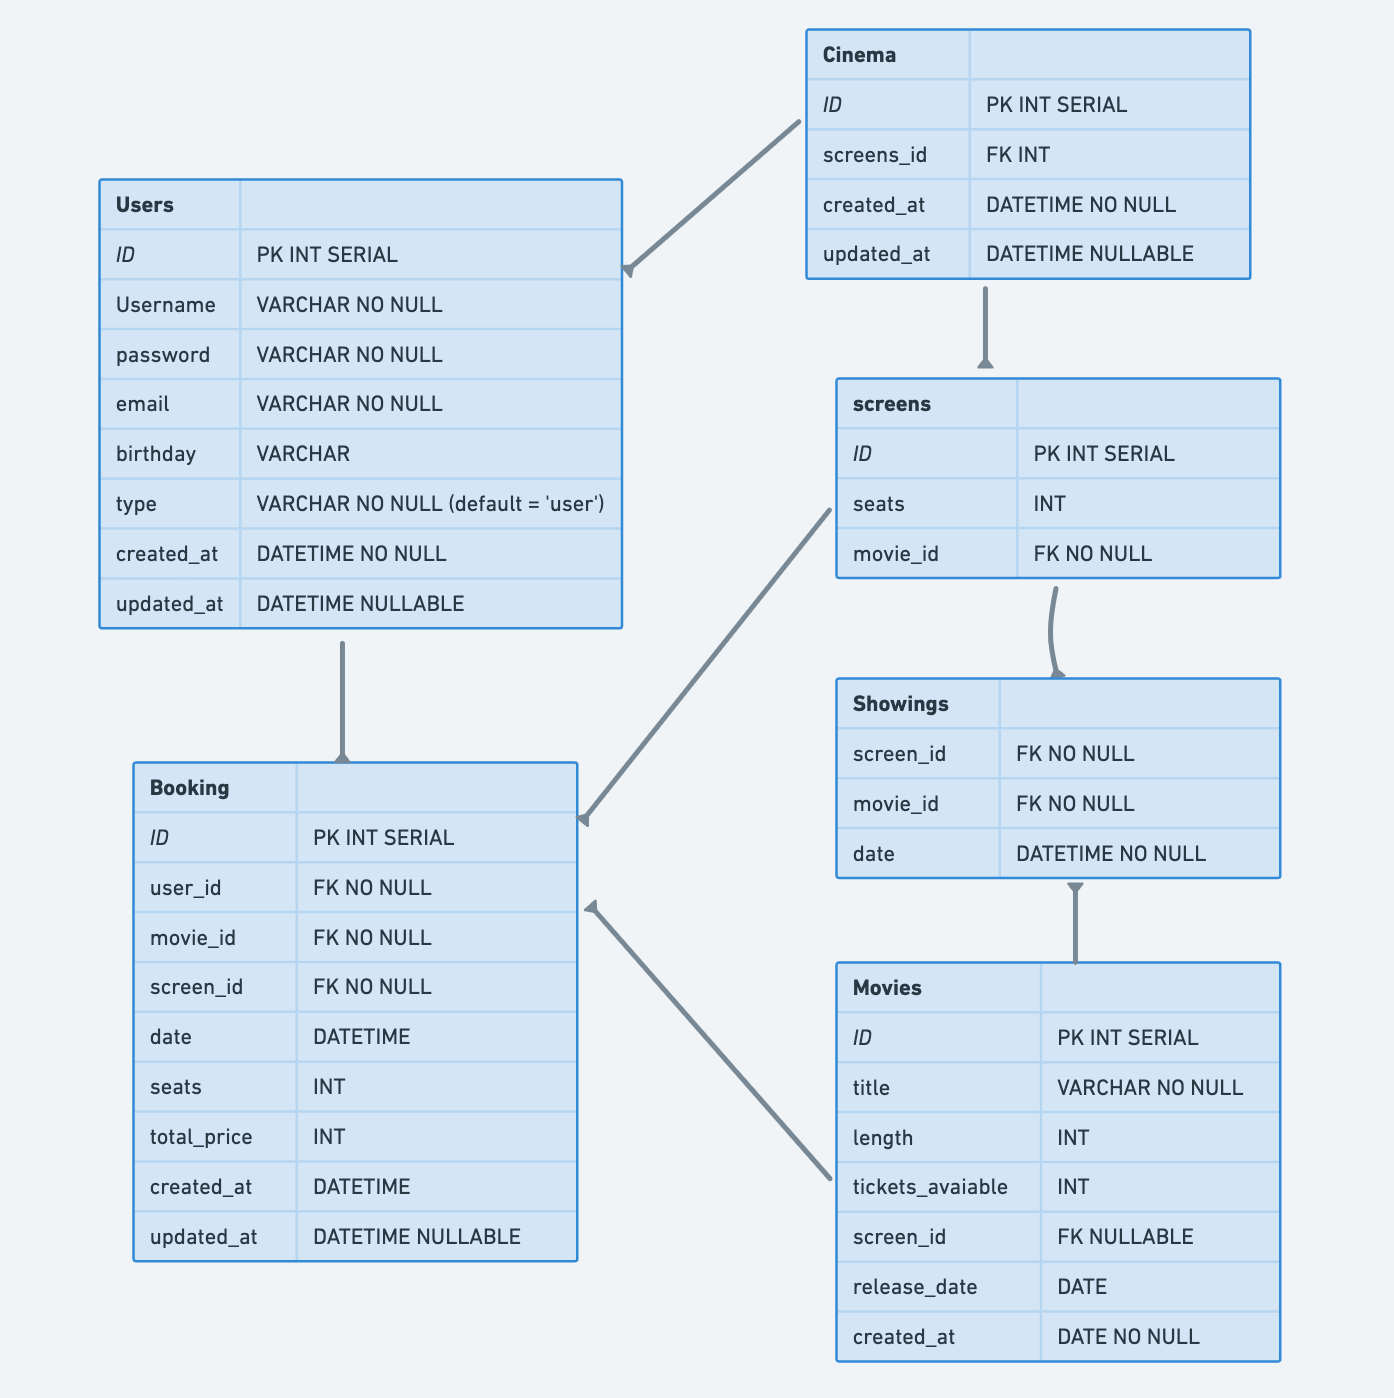 Cinema
ID PK INT SERIAL
screens_id FK INT
created_at DATETIME NO NULL
updated_at DATETIME NULLABLE
Users
ID PK INT SERIAL
Username VARCHAR NO NULL
password VARCHAR NO NULL
email VARCHAR NO NULL
birthday VARCHAR
type VARCHAR NO NULL (default = 'user')
created_at DATETIME NO NULL
updated_at DATETIME NULLABLE
screens
ID PK INT SERIAL
seats INT
movie_id FK NO NULL
Showings
screen_id FK NO NULL
movie_id FK NO NULL
date DATETIME NO NULL
Booking
ID PK INT SERIAL
user_id FK NO NULL
movie_id FK NO NULL
screen_id FK NO NULL
date DATETIME
seats INT
total_price INT
created_at DATETIME
updated_at DATETIME NULLABLE
Movies
ID PK INT SERIAL
title VARCHAR NO NULL
length INT
tickets_avaiable INT
screen_id FK NULLABLE
release_date DATE
created_at DATE NO NULL